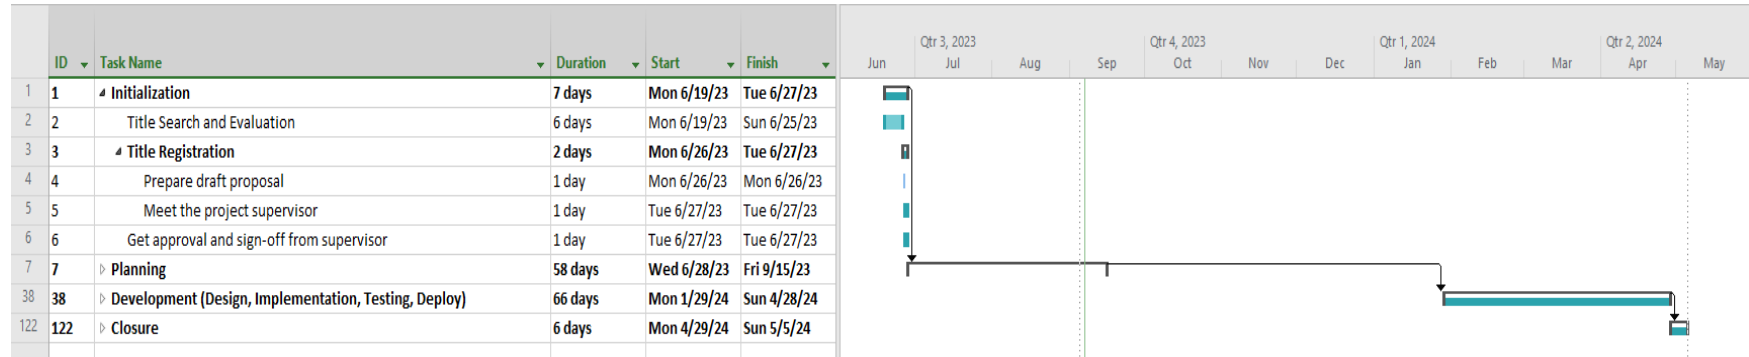 Qtr 3, 2023 Qtr 4, 2023 Qtr 1, 2024 Qtr 2, 2024
ID Task Name Duration Start Finish Jun Jul Aug Sep Oct Nov Dec Jan Feb Mar Apr May
1 1 Initialization 7 days Mon 6/19/23 Tue 6/27/23
2 2 Title Search and Evaluation 6 days Mon 6/19/23 Sun 6/25/23
3 3 Title Registration 2 days Mon 6/26/23 Tue 6/27/23
4 4 Prepare draft proposal 1 day Mon 6/26/23 Mon 6/26/23
5 5 Meet the project supervisor 1 day Tue 6/27/23 Tue 6/27/23
6 6 Get approval and sign-off from supervisor 1 day Tue 6/27/23 Tue 6/27/23
7 7 Planning 58 days Wed 6/28/23 Fri 9/15/23
38 38 Development (Design, Implementation, Testing, Deploy) 66 days Mon 1/29/24 Sun 4/28/24
122 122 Closure 6 days Mon 4/29/24 Sun 5/5/24